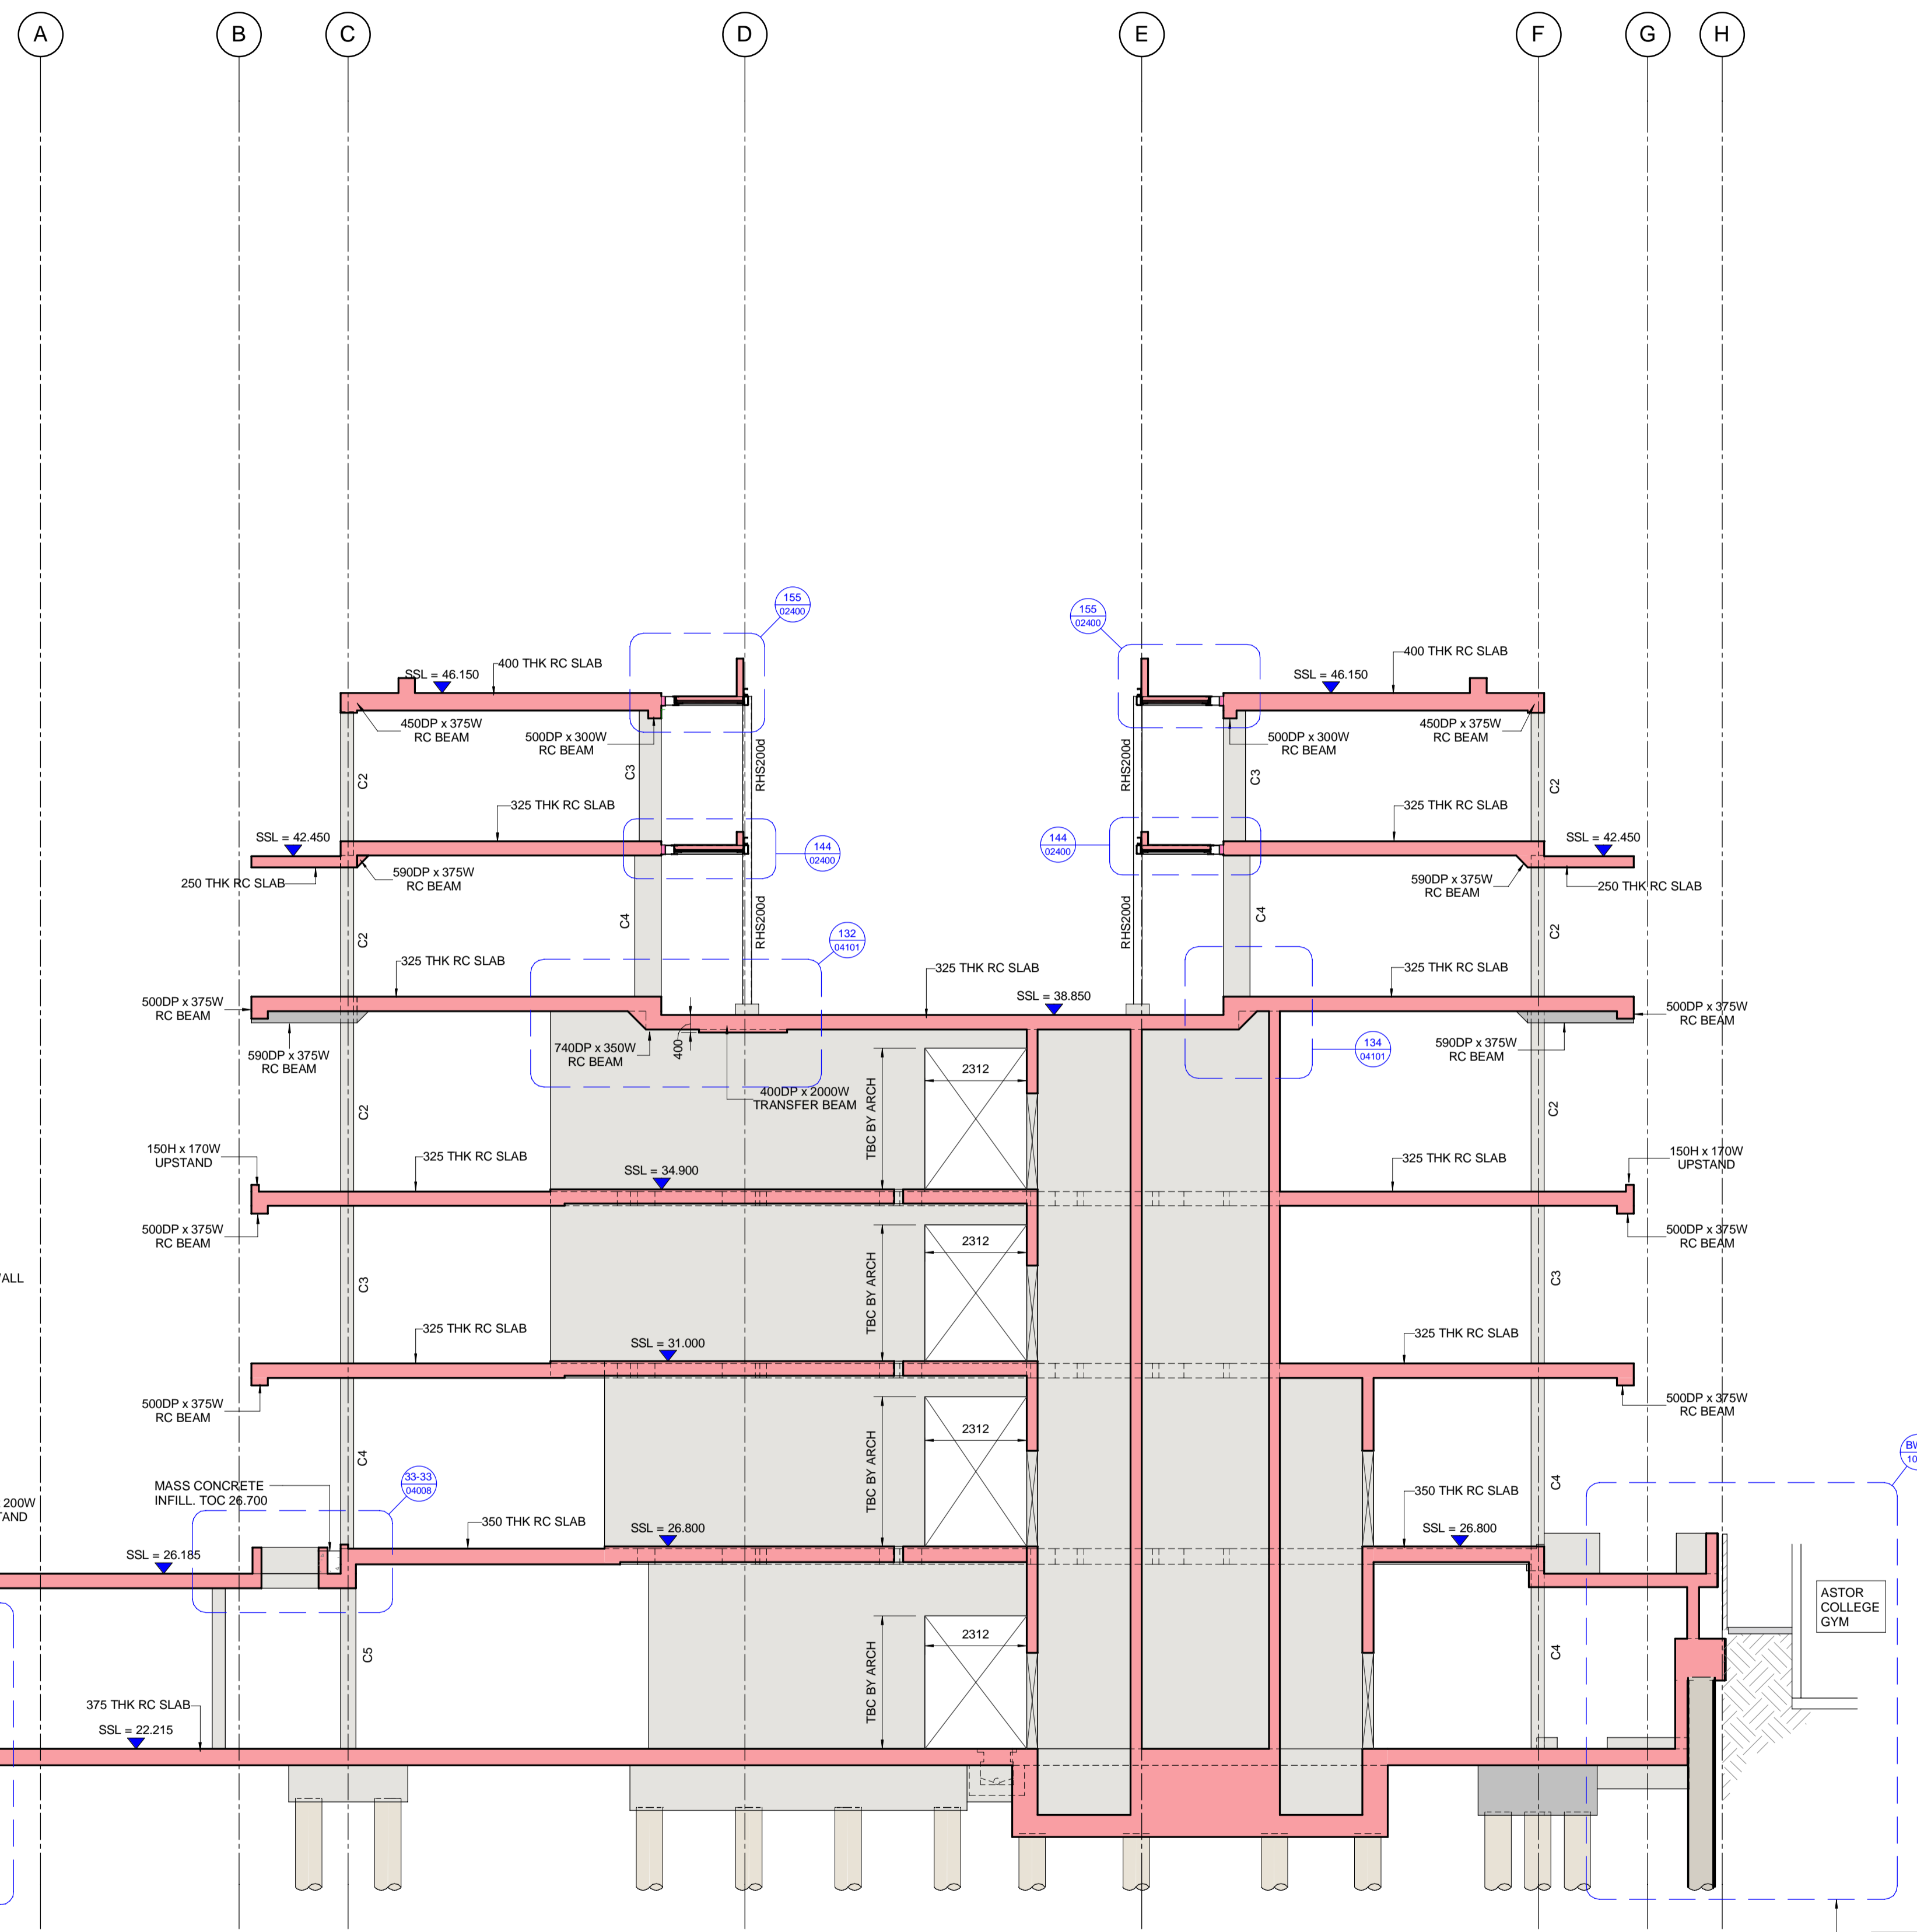 A
B
C
D
E
F
G
H
155
02400
155
02400
SSL = 46.150
400 THK RC SLAB
SSL = 46.150
400 THK RC SLAB
450DP x 375W
RC BEAM
500DP x 300W
RC BEAM
500DP x 300W
RC BEAM
450DP x 375W
RC BEAM
C2
C3
RHS200d
RHS200d
C3
C2
325 THK RC SLAB
325 THK RC SLAB
SSL = 42.450
SSL = 42.450
144
02400
144
02400
250 THK RC SLAB
590DP x 375W
RC BEAM
590DP x 375W
RC BEAM
250 THK RC SLAB
C2
C4
RHS200d
RHS200d
C4
C2
132
04101
325 THK RC SLAB
325 THK RC SLAB
325 THK RC SLAB
SSL = 38.850
500DP x 375W
RC BEAM
500DP x 375W
RC BEAM
590DP x 375W
RC BEAM
740DP x 350W
RC BEAM
400
134
04101
590DP x 375W
RC BEAM
400DP x 2000W
TRANSFER BEAM
TBC BY ARCH
2312
C2
C2
150H x 170W
UPSTAND
325 THK RC SLAB
SSL = 34.900
325 THK RC SLAB
150H x 170W
UPSTAND
500DP x 375W
RC BEAM
500DP x 375W
RC BEAM
2312
TBC BY ARCH
C3
C3
'ALL
325 THK RC SLAB
SSL = 31.000
325 THK RC SLAB
500DP x 375W
RC BEAM
500DP x 375W
RC BEAM
2312
TBC BY ARCH
C4
C4
33-33
04008
MASS CONCRETE
INFILL. TOC 26.700
200W
TAND
350 THK RC SLAB
SSL = 26.800
350 THK RC SLAB
SSL = 26.800
BW
10
SSL = 26.185
ASTOR
COLLEGE
GYM
2312
TBC BY ARCH
C5
C4
375 THK RC SLAB
SSL = 22.215